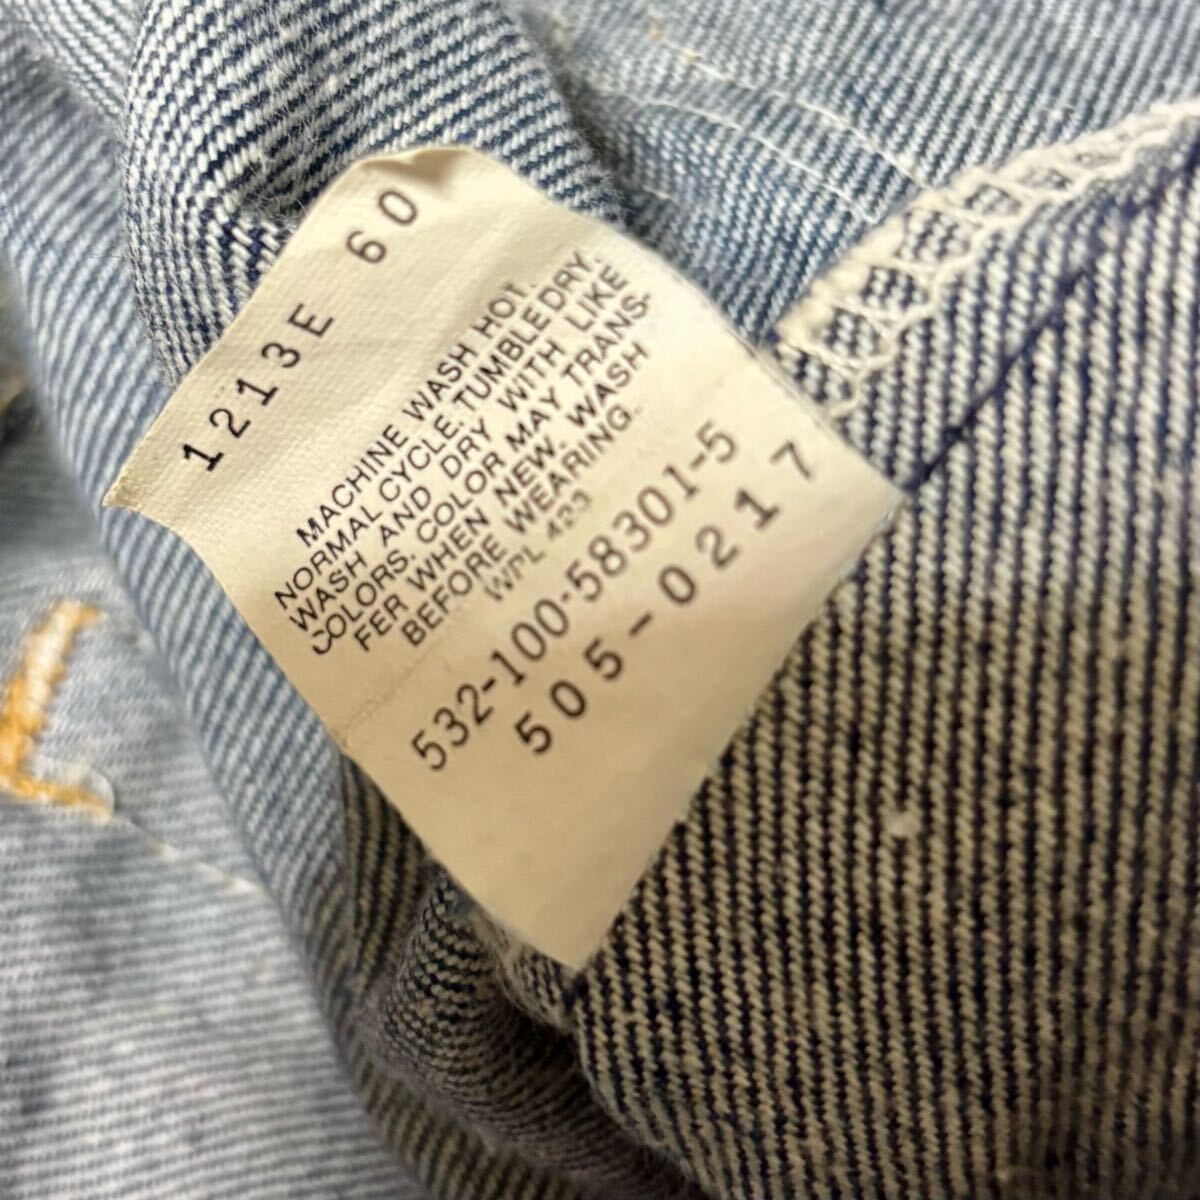 1213E 60
MACHINE WASH HOT.
NORMAL CYCLE. TUMBLE DRY.
WASH AND DRY WITH LIKE
COLORS. COLOR MAY TRANS-
FER WHEN NEW. WASH
BEFORE WEARING.
WPL 423
532-100-58301-5
505-0217